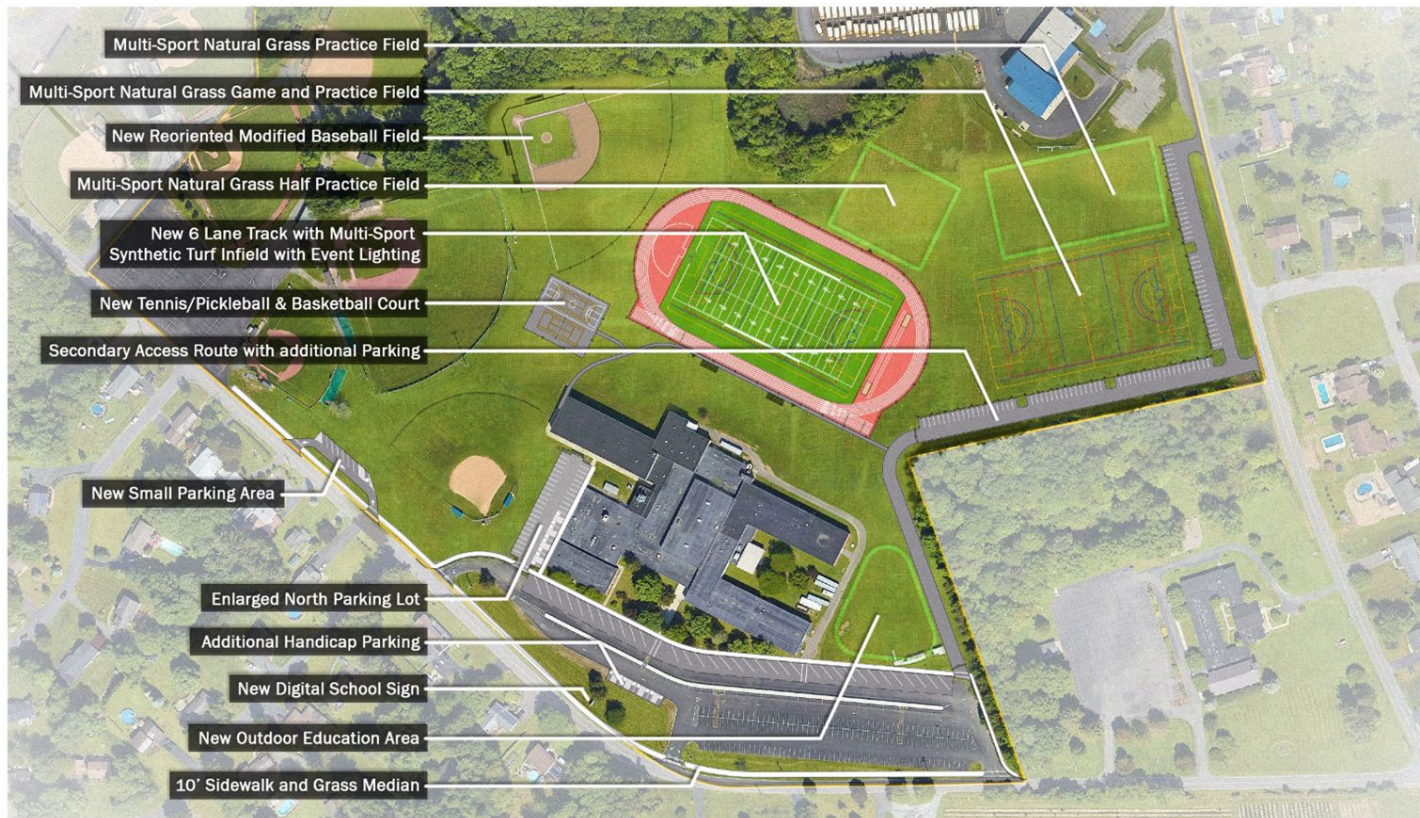 Multi-Sport Natural Grass Practice Field
Multi-Sport Natural Grass Game and Practice Field
New Reoriented Modified Baseball Field
Multi-Sport Natural Grass Half Practice Field
New 6 Lane Track with Multi-Sport
Synthetic Turf Infield with Event Lighting
New Tennis/Pickleball & Basketball Court
Secondary Access Route with additional Parking
New Small Parking Area
Enlarged North Parking Lot
Additional Handicap Parking
New Digital School Sign
New Outdoor Education Area
10' Sidewalk and Grass Median